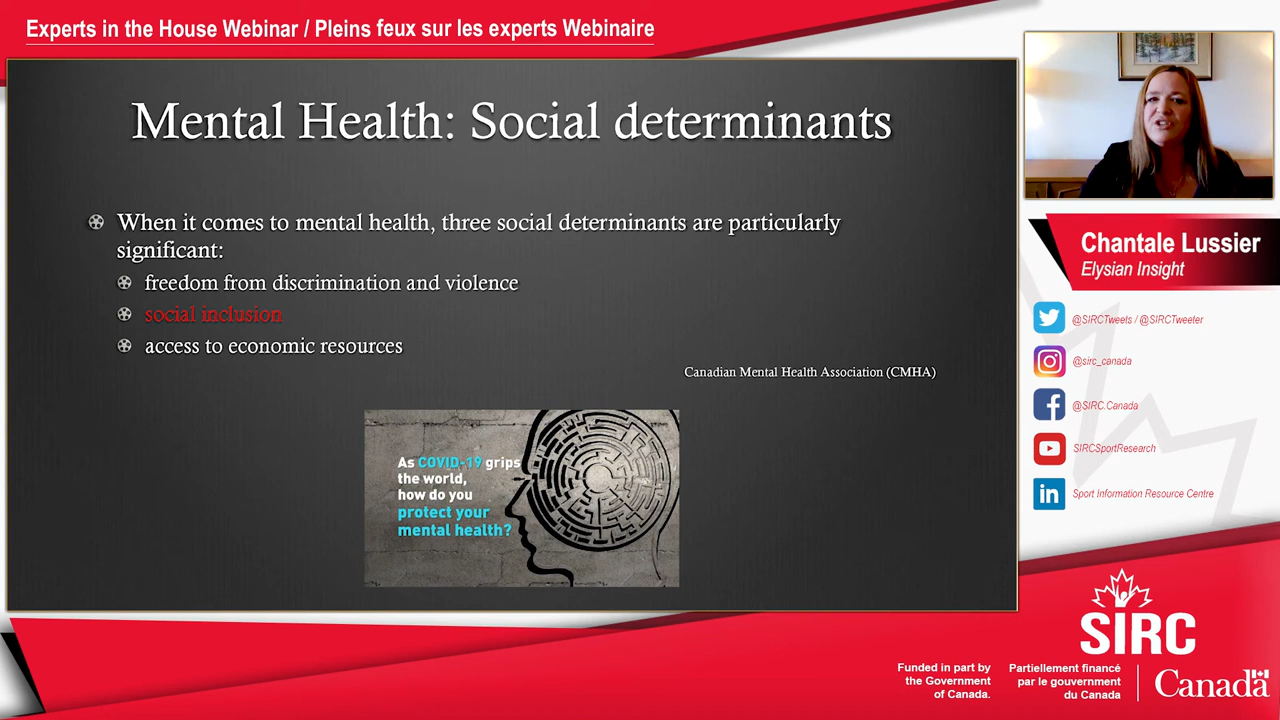 Experts in the House Webinar / Pleins feux sur les experts Webinaire
Mental Health: Social determinants
When it comes to mental health, three social determinants are particularly
significant:
freedom from discrimination and violence
social inclusion
access to economic resources
Canadian Mental Health Association (CMHA)
As COVID-19 grips
the world,
how do you
protect your
mental health?
Chantale Lussier
Elysian Insight
@SIRCTweets / @SIRCTweeter
@sirc_canada
@SIRC.Canada
SIRCSportResearch
in
Sport Information Resource Centre
SIRC
Funded in part by
the Government
of Canada.
Partiellement financé
par le gouvernment
du Canada
Canada